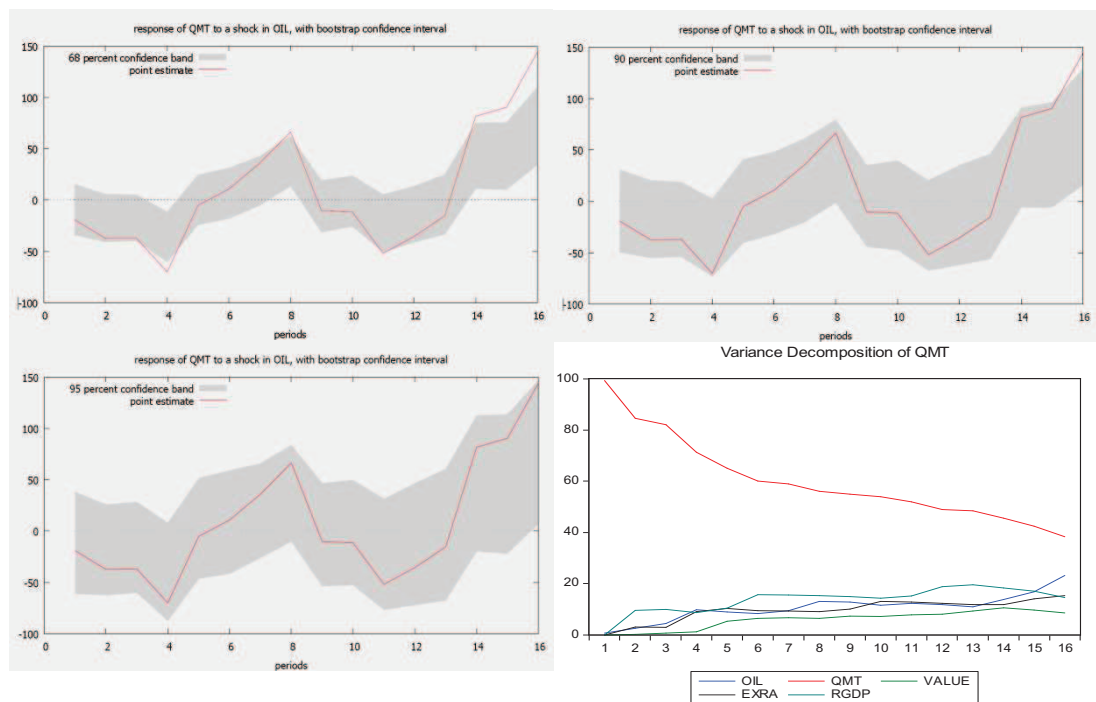 response of QMT to a shock in OIL, with bootstrap confidence interval
150
68 percent confidence band
point estimate
100
50
0
-50
-100
0 2 4 6 8 10 12 14 16
periods
response of QMT to a shock in OIL, with bootstrap confidence interval
150
90 percent confidence band
point estimate
100
50
0
-50
-100
0 2 4 6 8 10 12 14 16
periods
response of QMT to a shock in OIL, with bootstrap confidence interval
150
95 percent confidence band
point estimate
100
50
0
-50
-100
0 2 4 6 8 10 12 14 16
periods
Variance Decomposition of QMT
100
80
60
40
20
0
1 2 3 4 5 6 7 8 9 10 11 12 13 14 15 16
OIL QMT VALUE
EXRA RGDP